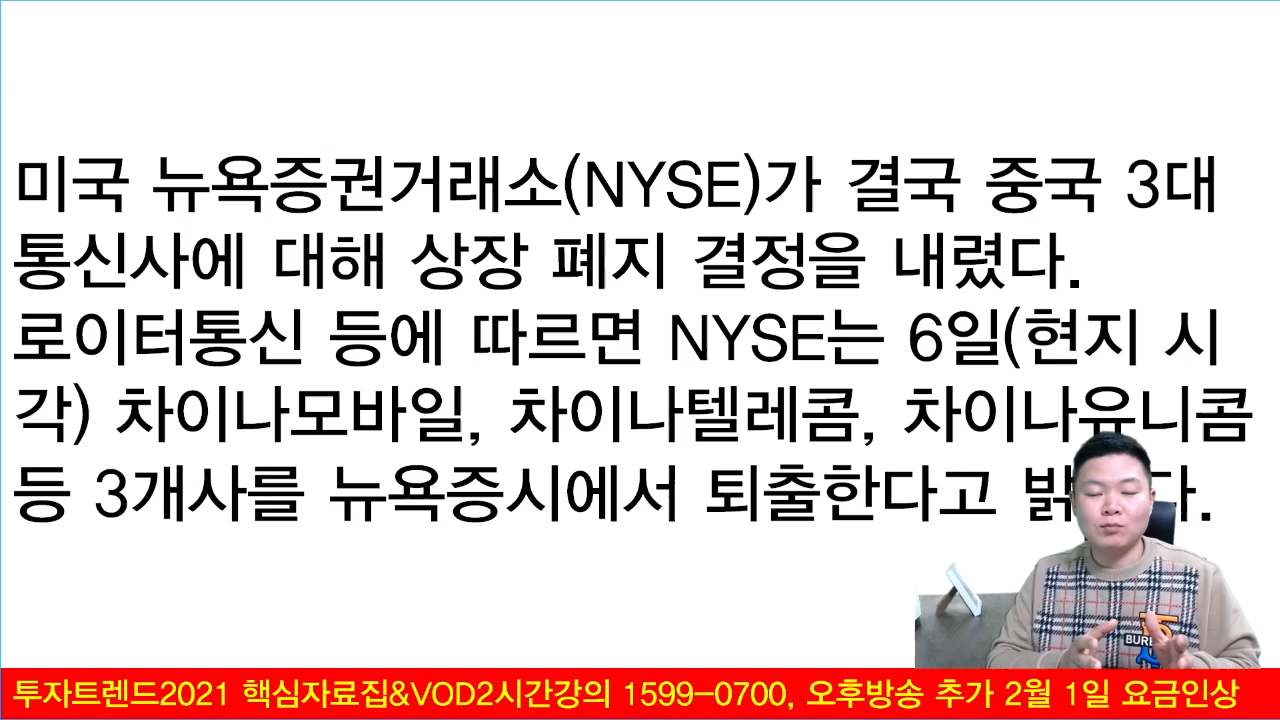 미국 뉴욕증권거래소(NYSE)가 결국 중국 3대
통신사에 대해 상장 폐지 결정을 내렸다.
로이터통신 등에 따르면 NYSE는 6일(현지 시
각) 차이나모바일, 차이나텔레콤, 차이나유니콤
등 3개사를 뉴욕증시에서 퇴출한다고
투자트렌드2021 핵심자료집&VOD2시간강의 1599-0700, 오후방송 추가 2월 1일 요금인상